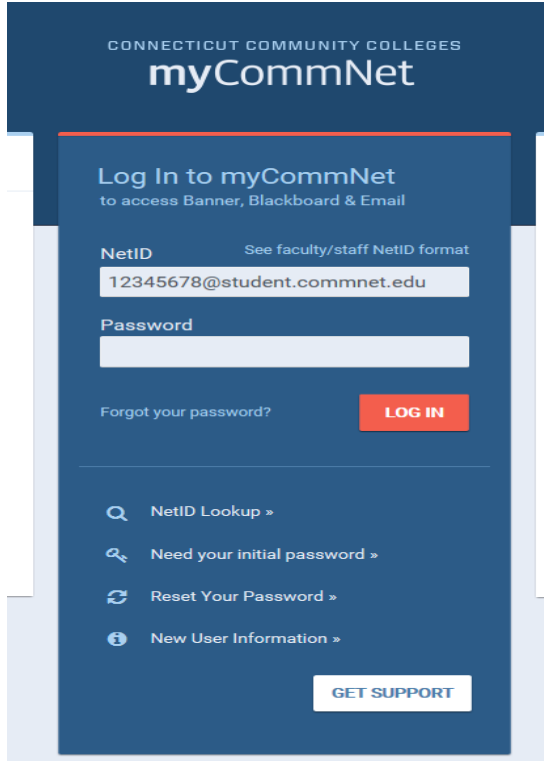 CONNECTICUT COMMUNITY COLLEGES
myCommNet
Log In to myCommNet
to access Banner, Blackboard & Email
NetID See faculty/staff NetID format
12345678@student.commnet.edu
Password
Forgot your password? LOG IN
NetID Lookup »
Need your initial password »
Reset Your Password »
New User Information »
GET SUPPORT